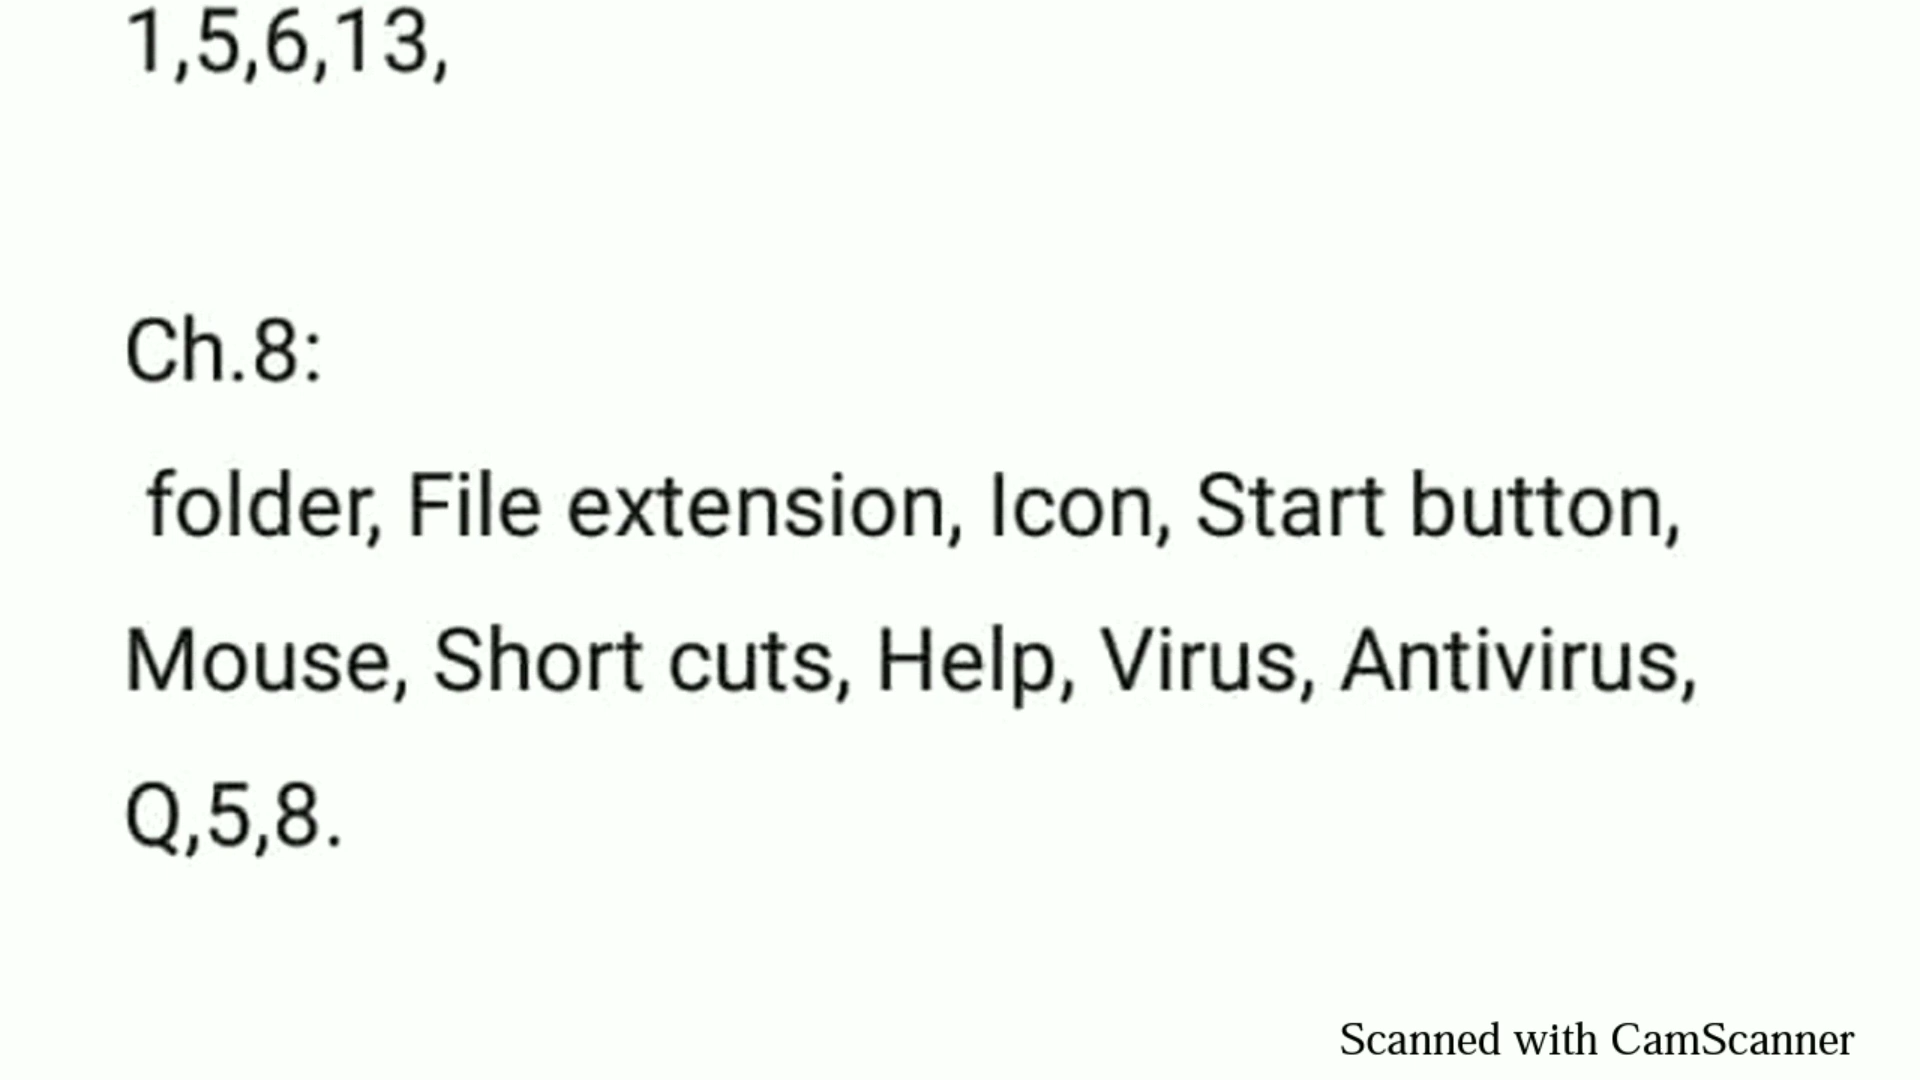 1,5,6,13,
Ch.8:
folder, File extension, Icon, Start button,
Mouse, Short cuts, Help, Virus, Antivirus,
Q,5,8.
Scanned with CamScanner